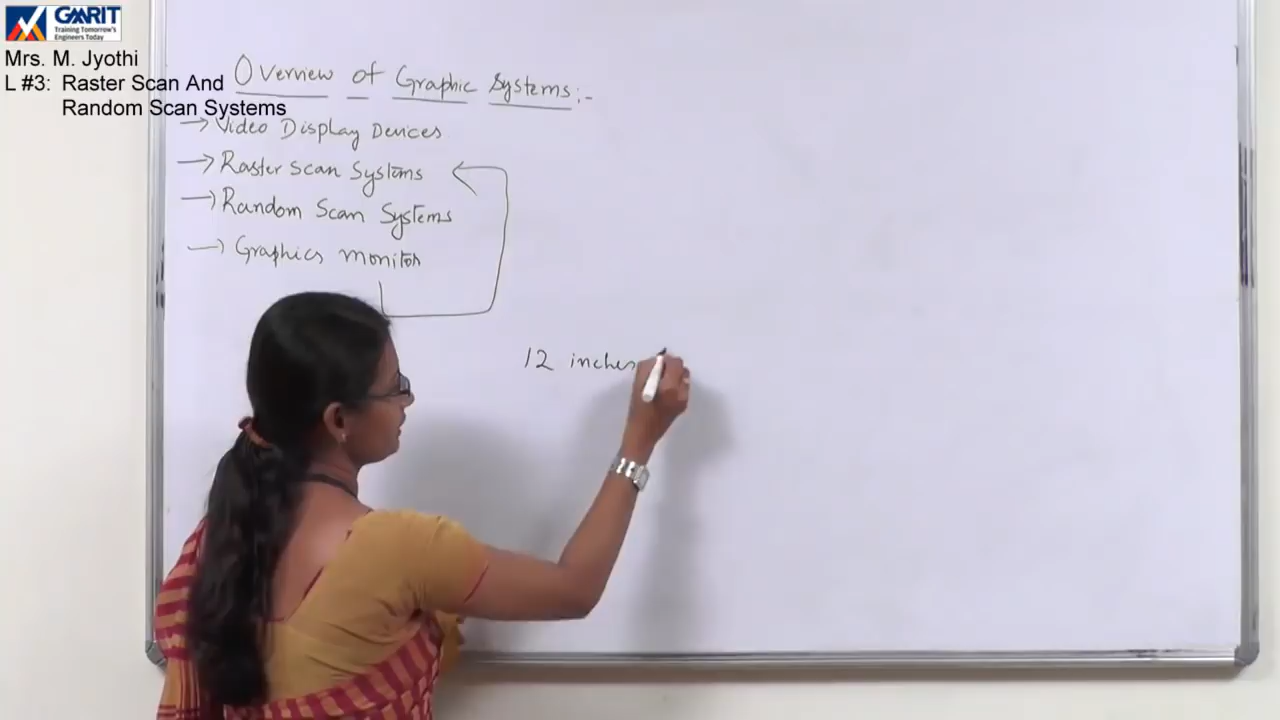 GMRIT
Training Tomorrow's
Engineers Today
Mrs. M. Jyothi
L #3: Raster Scan And
Random Scan Systems
Overview of Graphic Systems:-
→ Video Display Devices
→ Raster Scan Systems
→ Random Scan Systems
→ Graphics monitor
12 inches